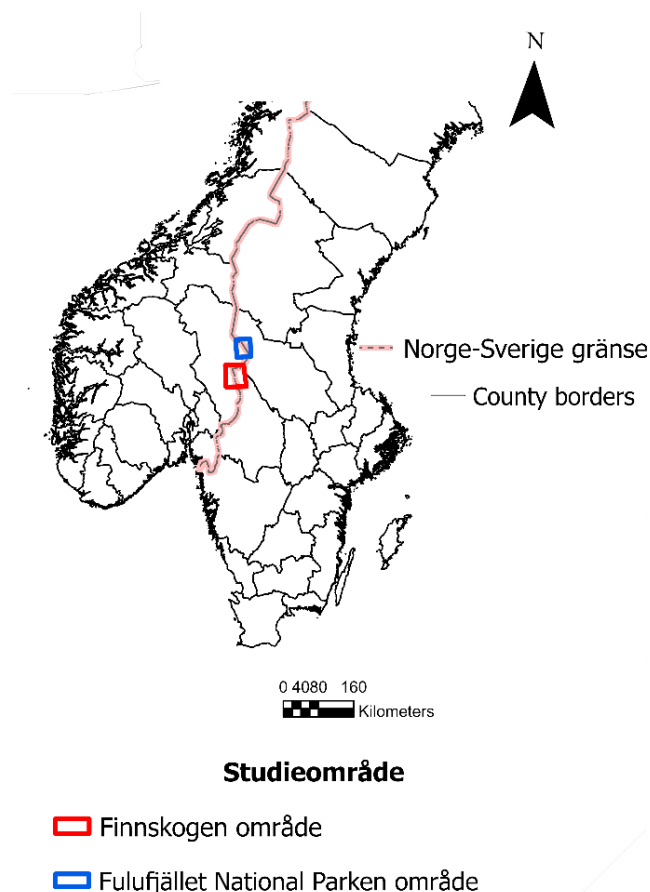 N
Norge-Sverige gränse
County borders
0 4080 160
Kilometers
Studieområde
Finnskogen område
Fulufjället National Parken område